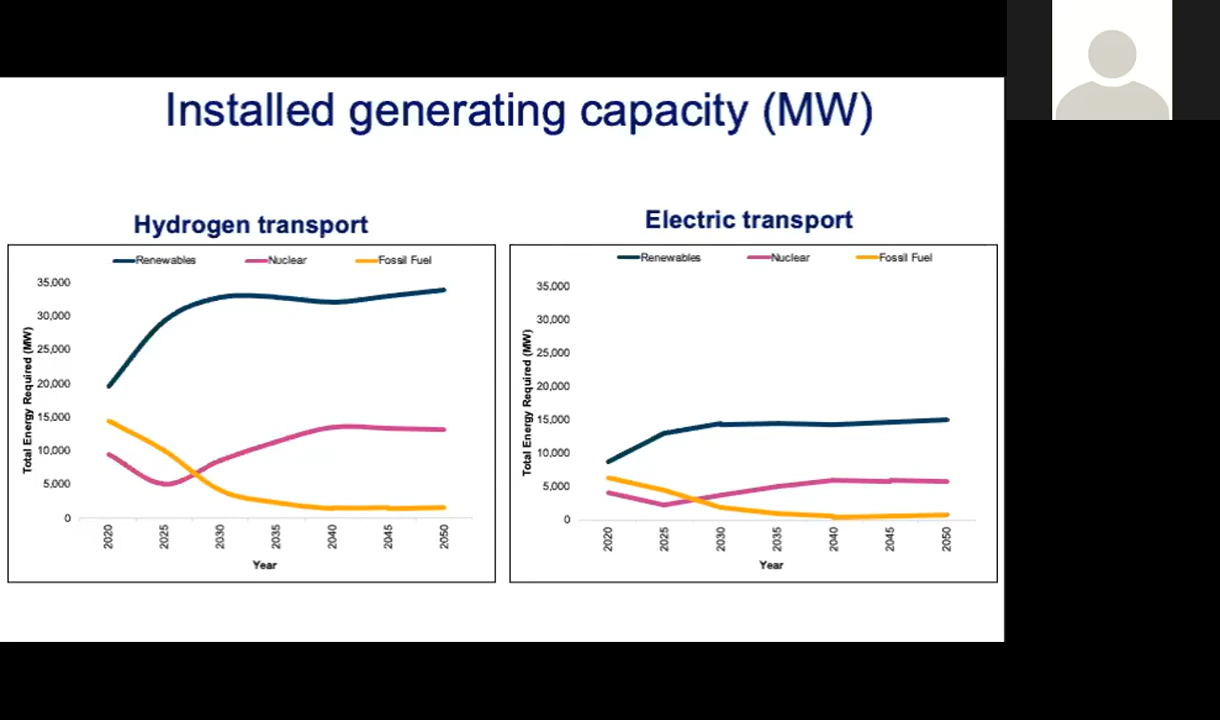 Installed generating capacity (MW)
Hydrogen transport
Renewables Nuclear Fossil Fuel
Total Energy Required (MW)
35,000
30,000
25,000
20,000
15,000
10,000
5,000
0
2020 2025 2030 2035 2040 2045 2050
Year
Electric transport
Renewables Nuclear Fossil Fuel
Total Energy Required (MW)
35,000
30,000
25,000
20,000
15,000
10,000
5,000
0
2020 2025 2030 2035 2040 2045 2050
Year